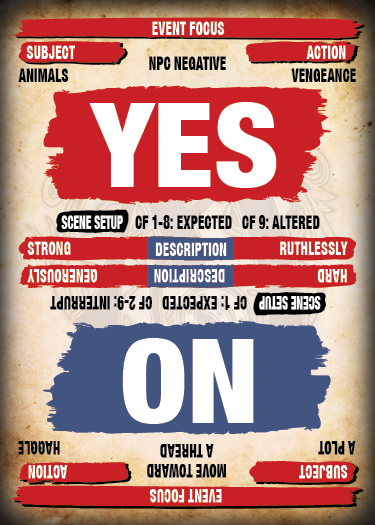 EVENT FOCUS
SUBJECT ACTION
ANIMALS NPC NEGATIVE VENGEANCE
YES
SCENE SETUP CF 1-8: EXPECTED CF 9: ALTERED
STRONG DESCRIPTION RUTHLESSLY
EVENT FOCUS
SUBJECT MOVE TOWARD ACTION
A PLOT A THREAD HAGGLE
NO
SCENE SETUP CF 1: EXPECTED CF 2-9: INTERRUPT
HARD DESCRIPTION GENEROUSLY